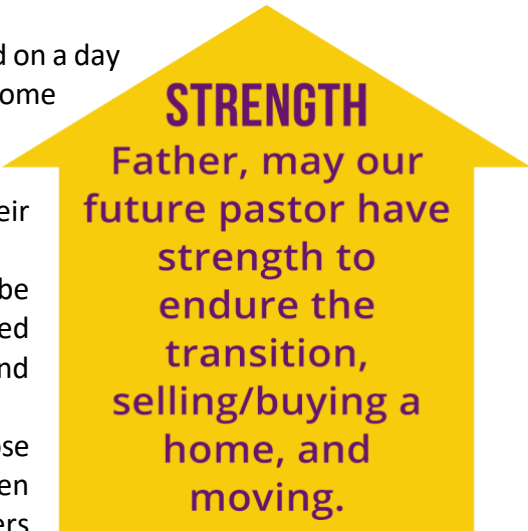 d on a day
ome
eir
be
ed
nd
ose
en
ers
STRENGTH
Father, may our
future pastor have
strength to
endure the
transition,
selling/buying a
home, and
moving.